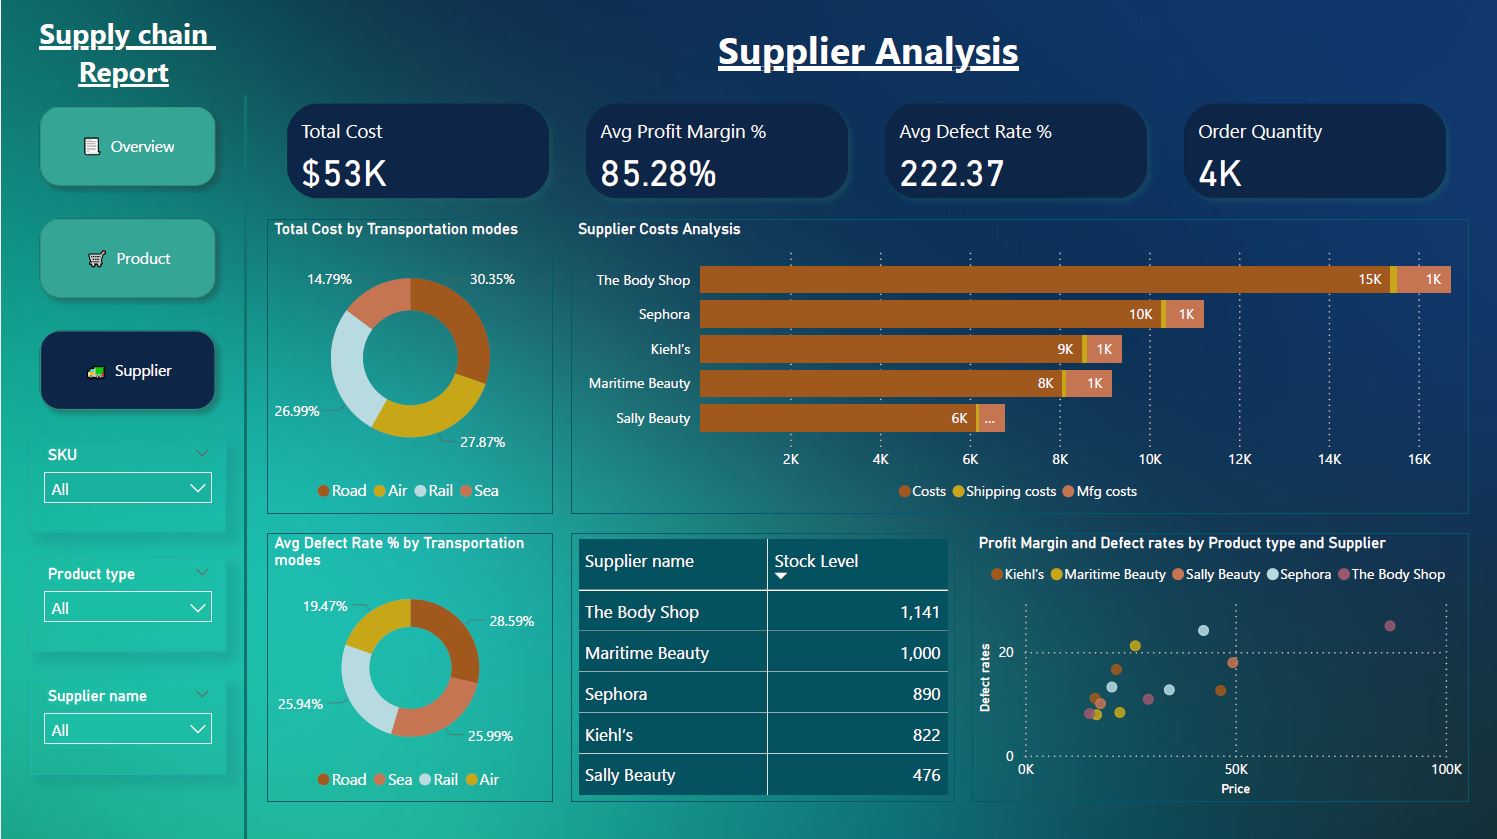 Supply chain
Report
Supplier Analysis
Overview
Product
Supplier
SKU
All
Product type
All
Supplier name
All
Total Cost
$53K
Avg Profit Margin %
85.28%
Avg Defect Rate %
222.37
Order Quantity
4K
Total Cost by Transportation modes
14.79%
30.35%
26.99%
27.87%
Road Air Rail Sea
Supplier Costs Analysis
The Body Shop 15K 1K
Sephora 10K 1K
Kiehl's 9K 1K
Maritime Beauty 8K 1K
Sally Beauty 6K ...
2K 4K 6K 8K 10K 12K 14K 16K
Costs Shipping costs Mfg costs
Avg Defect Rate % by Transportation
modes
19.47%
28.59%
25.94%
25.99%
Road Sea Rail Air
Supplier name Stock Level
The Body Shop 1,141
Maritime Beauty 1,000
Sephora 890
Kiehl's 822
Sally Beauty 476
Profit Margin and Defect rates by Product type and Supplier
Kiehl's Maritime Beauty Sally Beauty Sephora The Body Shop
Defect rates
20
0
0K 50K 100K
Price